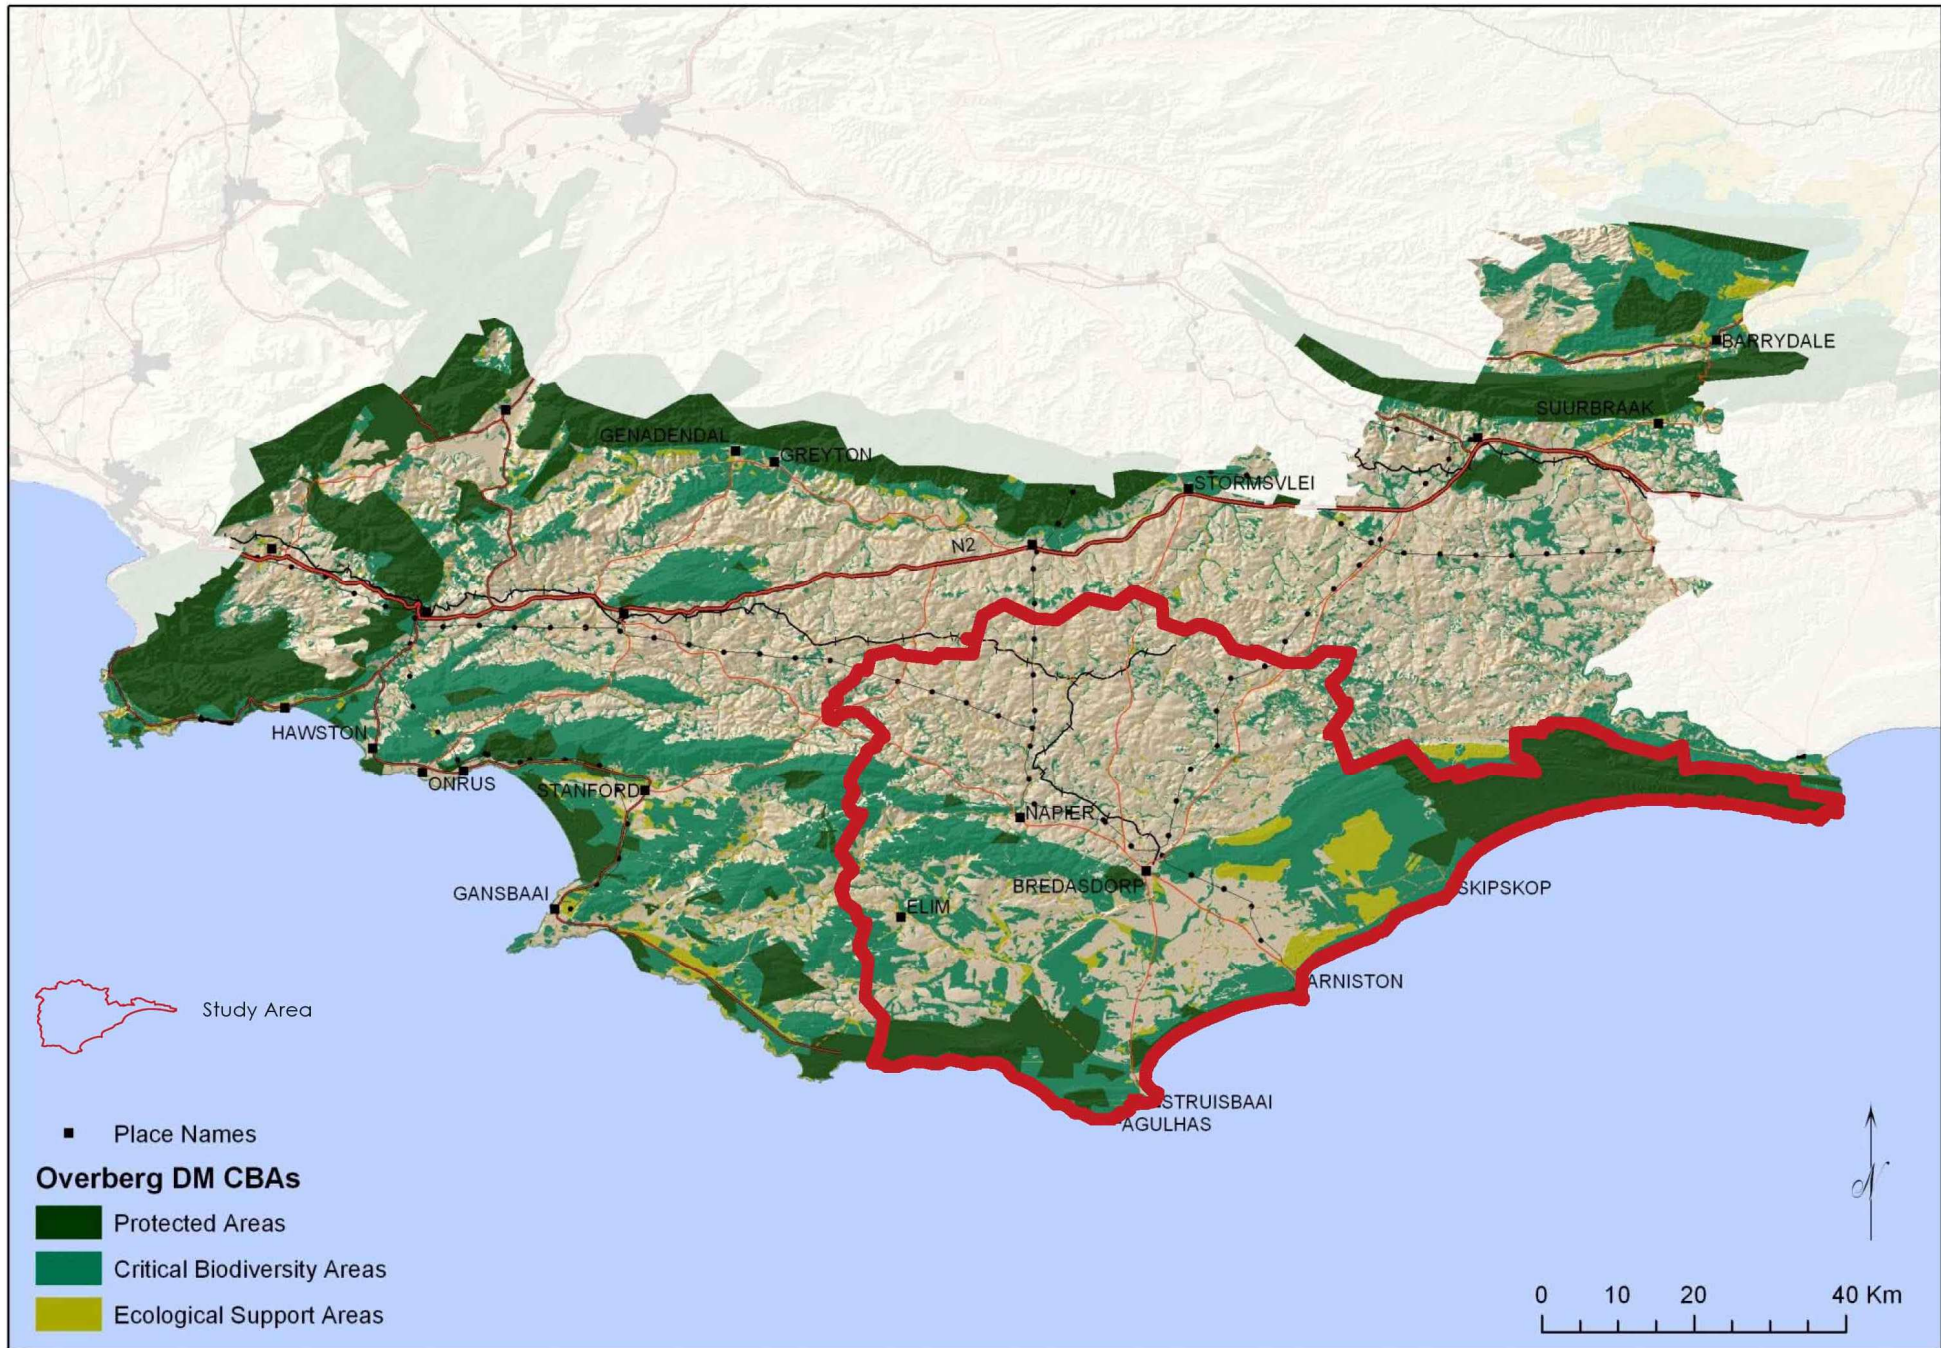 BARRYDALE
SUURBRAAK
GENADENDAL
GREYTON
STORMSVLEI
N2
HAWSTON
ONRUS
STANFORD
NAPIER
GANSBAAI
BREDASDORP
SKIPSKOP
ELIM
ARNISTON
Study Area
STRUISBAAI
AGULHAS
Place Names
Overberg DM CBAs
Protected Areas
Critical Biodiversity Areas
Ecological Support Areas
N
0 10 20 40 Km